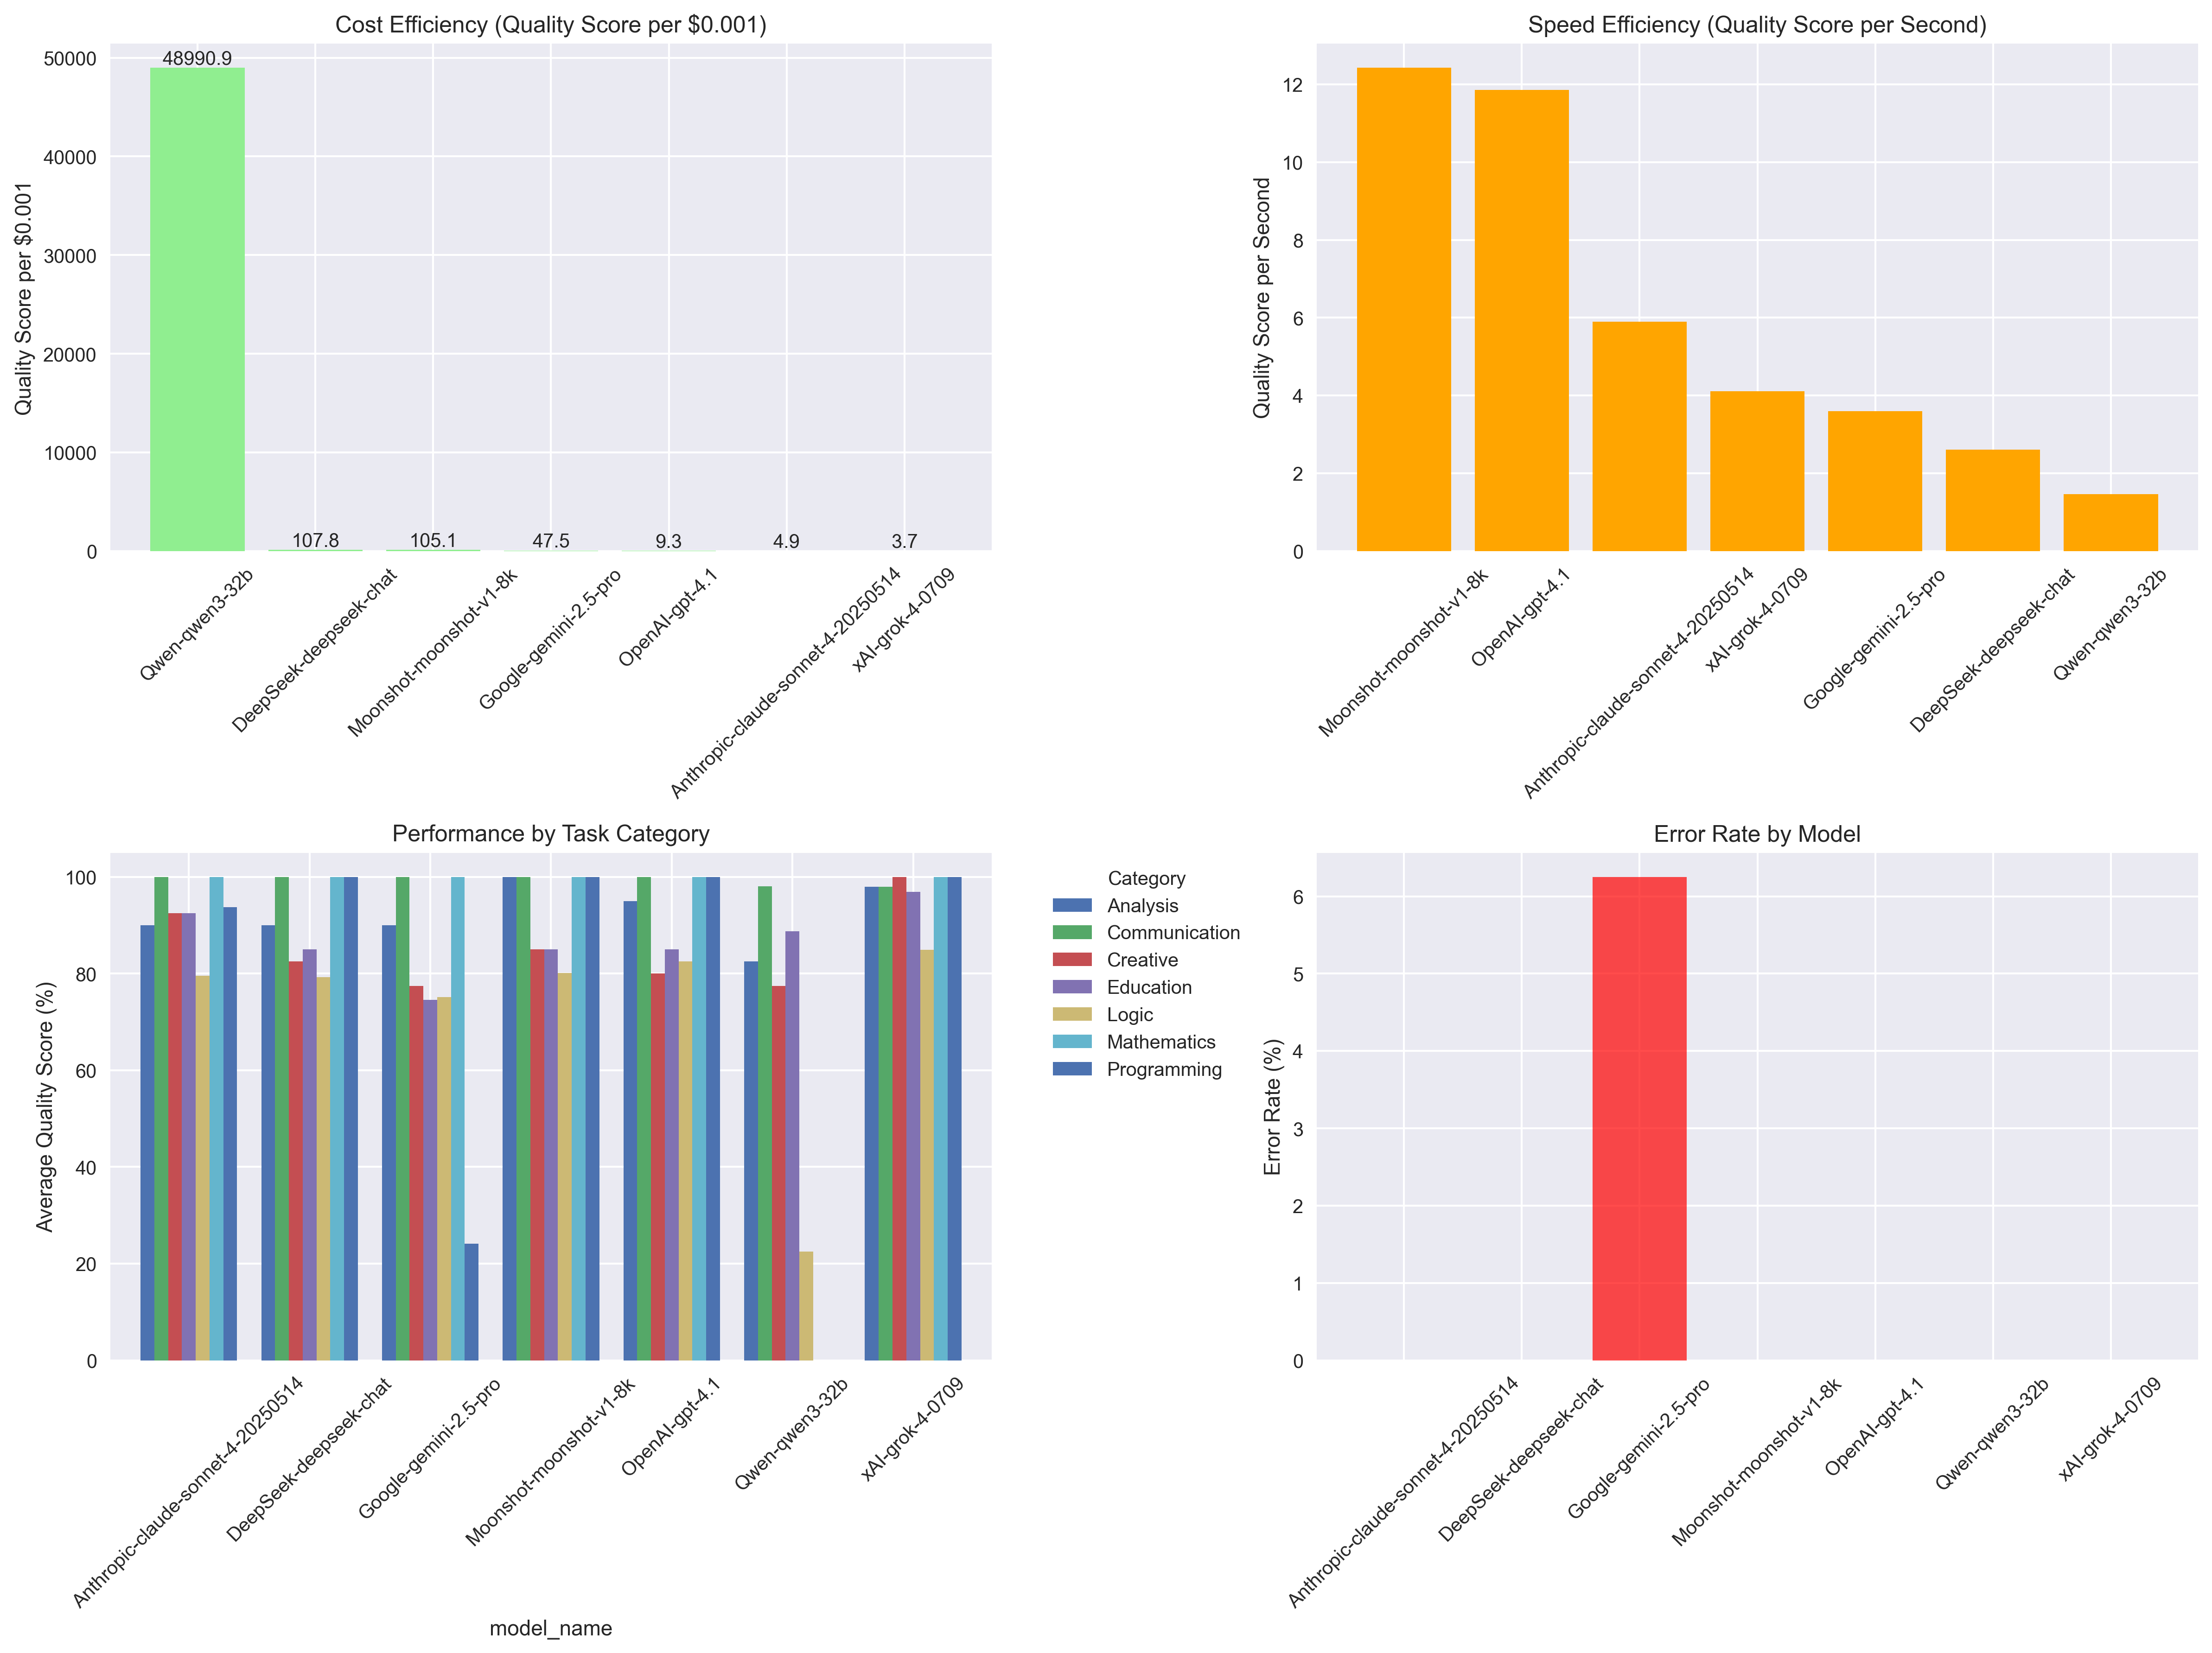 Cost Efficiency (Quality Score per $0.001)
Quality Score per $0.001
50000
40000
30000
20000
10000
0
48990.9
107.8
105.1
47.5
9.3
4.9
3.7
Qwen-qwen3-32b
DeepSeek-deepseek-chat
Moonshot-moonshot-v1-8k
Google-gemini-2.5-pro
OpenAI-gpt-4.1
Anthropic-claude-sonnet-4-20250514
xAI-grok-4-0709
Speed Efficiency (Quality Score per Second)
Quality Score per Second
12
10
8
6
4
2
0
Moonshot-moonshot-v1-8k
OpenAI-gpt-4.1
Anthropic-claude-sonnet-4-20250514
xAI-grok-4-0709
Google-gemini-2.5-pro
DeepSeek-deepseek-chat
Qwen-qwen3-32b
Performance by Task Category
Average Quality Score (%)
100
80
60
40
20
0
Anthropic-claude-sonnet-4-20250514
DeepSeek-deepseek-chat
Google-gemini-2.5-pro
Moonshot-moonshot-v1-8k
OpenAI-gpt-4.1
Qwen-qwen3-32b
xAI-grok-4-0709
model_name
Category
Analysis
Communication
Creative
Education
Logic
Mathematics
Programming
Error Rate by Model
Error Rate (%)
6
5
4
3
2
1
0
Anthropic-claude-sonnet-4-20250514
DeepSeek-deepseek-chat
Google-gemini-2.5-pro
Moonshot-moonshot-v1-8k
OpenAI-gpt-4.1
Qwen-qwen3-32b
xAI-grok-4-0709